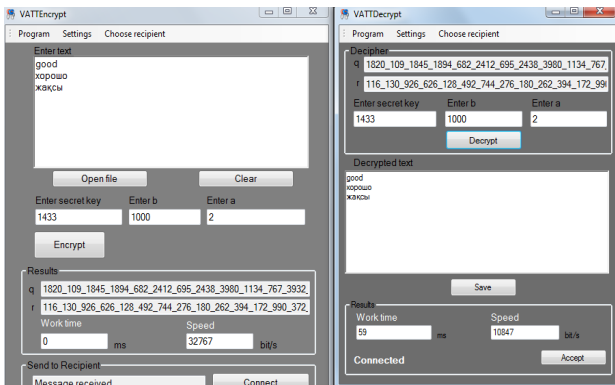 VATTEncrypt
Program Settings Choose recipient
Enter text
good
хорошо
жақсы
Open file Clear
Enter secret key Enter b Enter a
1433 1000 2
Encrypt
Results
q 1820_109_1845_1894_682_2412_695_2438_3980_1134_767_3932_
r 116_130_926_626_128_492_744_276_180_262_394_172_990_372_
Work time Speed
0 ms 32767 bit/s
Send to Recipient
Message received Connect
VATTDecrypt
Program Settings Choose recipient
Decipher
q 1820_109_1845_1894_682_2412_695_2438_3980_1134_767_
r 116_130_926_626_128_492_744_276_180_262_394_172_990
Enter secret key Enter b Enter a
1433 1000 2
Decrypt
Decrypted text
good
хорошо
жақсы
Save
Results
Work time Speed
59 ms 10847 bit/s
Connected Accept